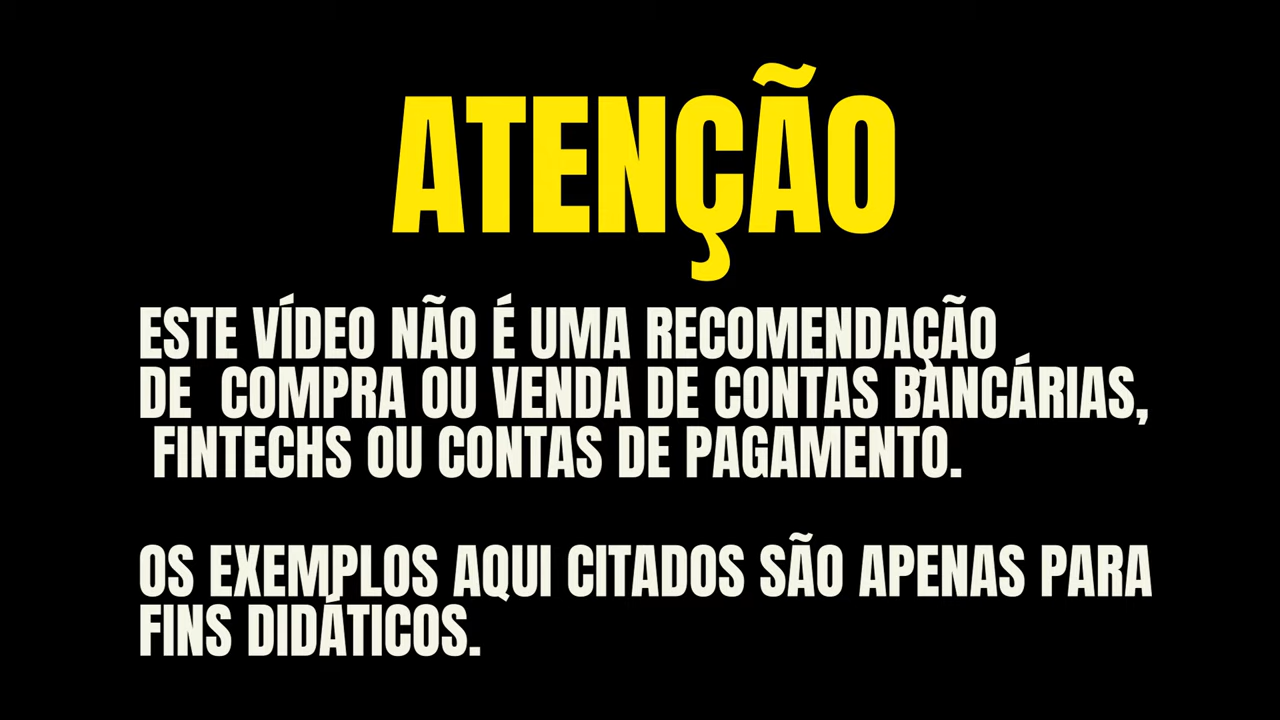 ATENÇÃO
ESTE VÍDEO NÃO É UMA RECOMENDAÇÃO
DE COMPRA OU VENDA DE CONTAS BANCÁRIAS,
FINTECHS OU CONTAS DE PAGAMENTO.
OS EXEMPLOS AQUI CITADOS SÃO APENAS PARA
FINS DIDÁTICOS.